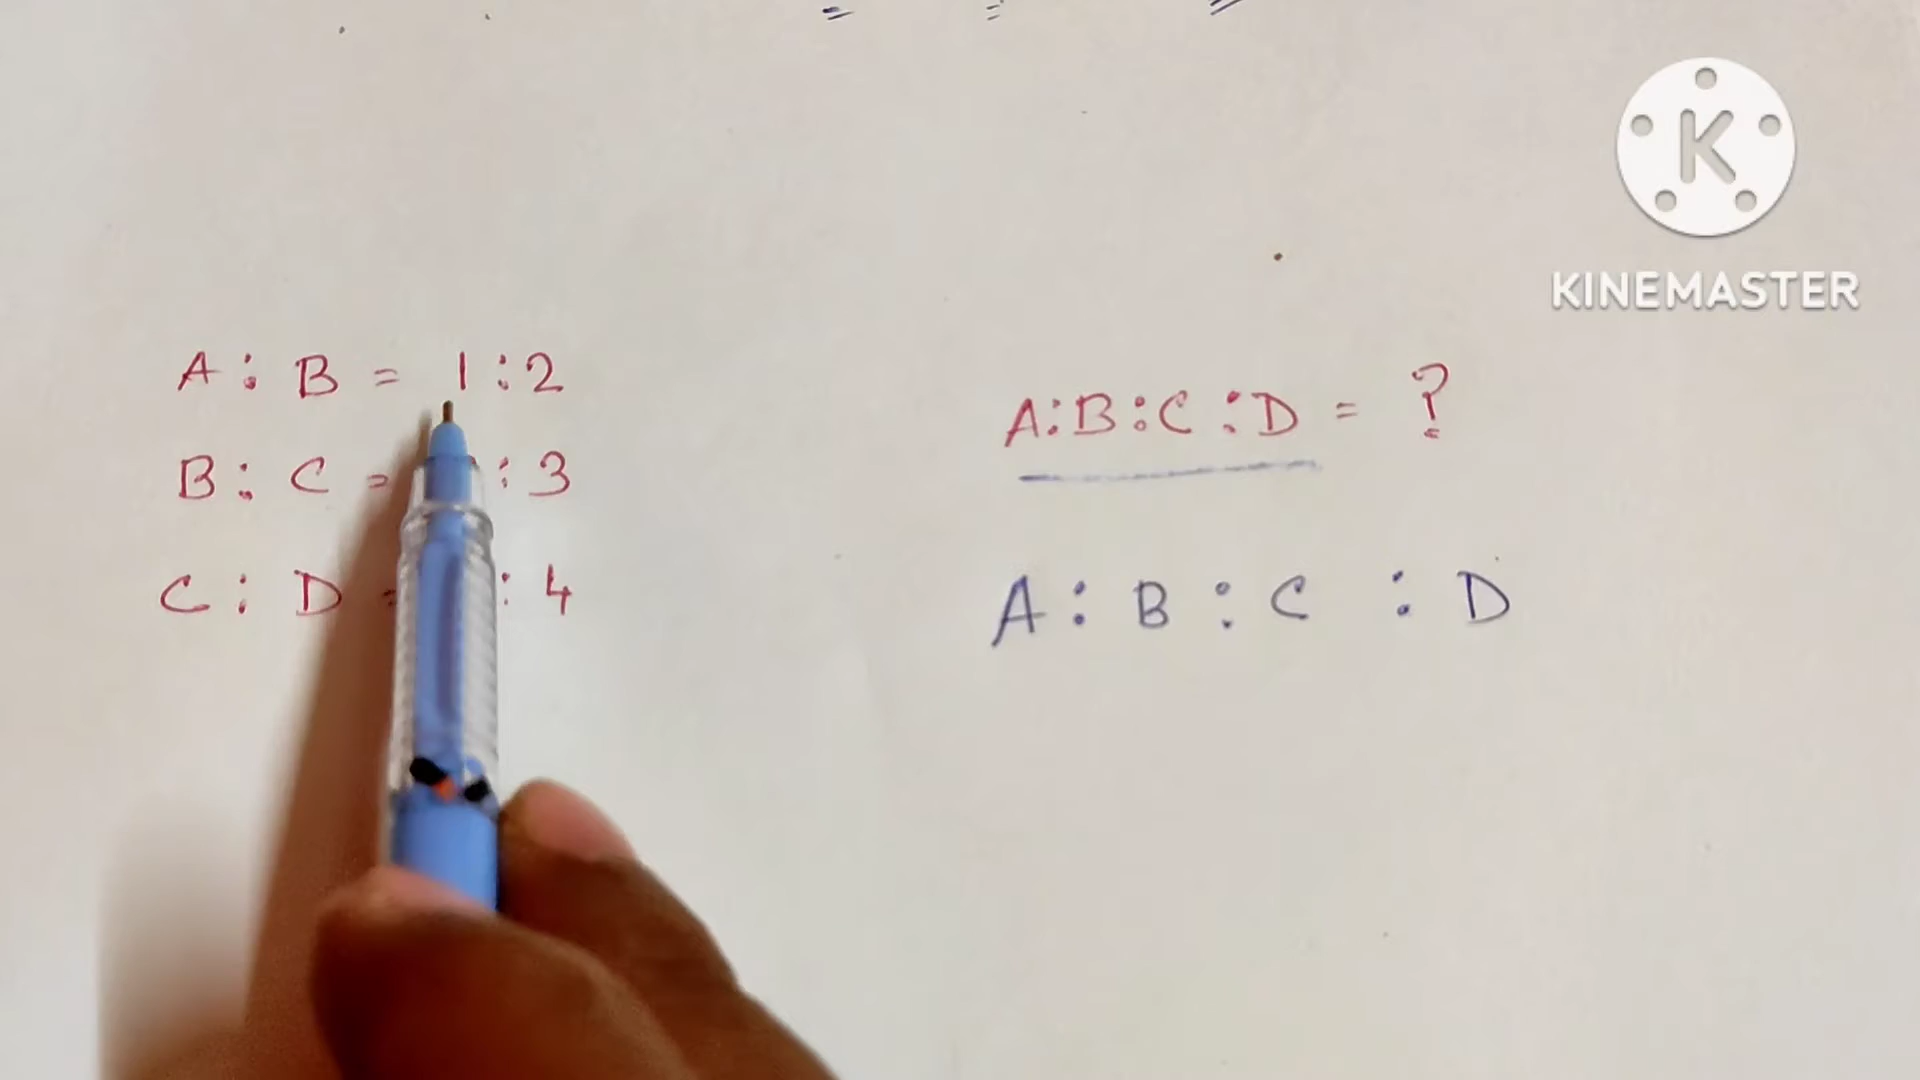 A : B = 1 : 2
B : C = : 3
C : D = : 4
A:B:C:D = ?
A : B : C : D
K
KINEMASTER